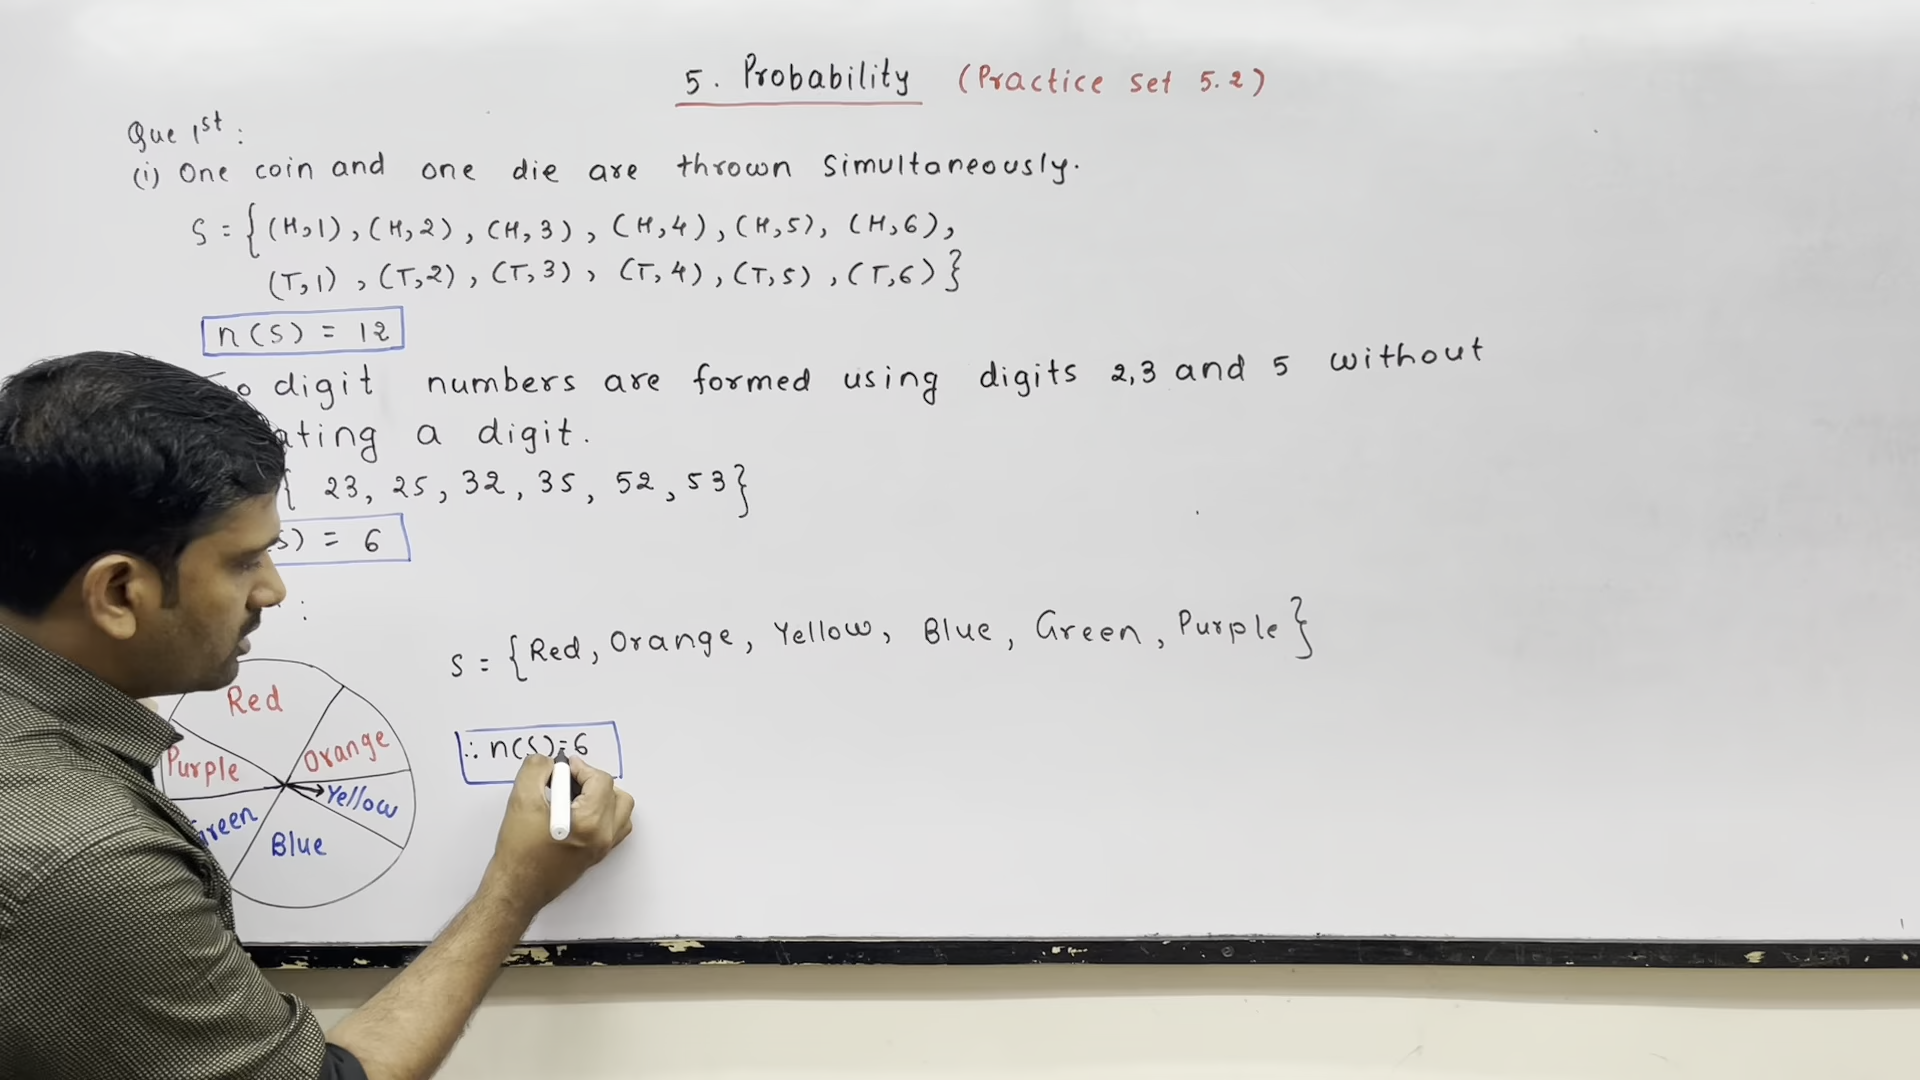 5. Probability (Practice set 5.2)
Que 1st:
(i) One coin and one die are thrown simultaneously.
S = {(H,1), (H,2), (H,3), (H,4), (H,5), (H,6),
(T,1), (T,2), (T,3), (T,4), (T,5), (T,6)}
n(S) = 12
digit numbers are formed using digits 2,3 and 5 without
a digit.
{ 23, 25, 32, 35, 52, 53}
S) = 6
:
S = {Red, Orange, Yellow, Blue, Green, Purple}
Red
∴ n(S)=6
Purple Orange
Yellow
Green
Blue